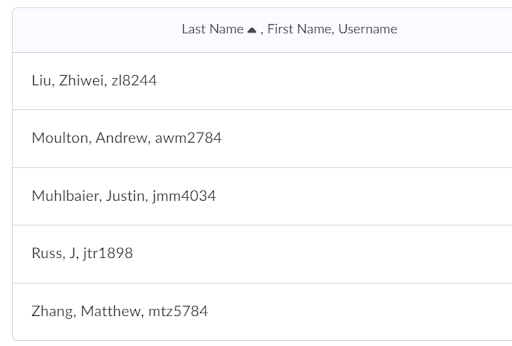 Last Name ▲ , First Name, Username
Liu, Zhiwei, zl8244
Moulton, Andrew, awm2784
Muhlbaier, Justin, jmm4034
Russ, J, jtr1898
Zhang, Matthew, mtz5784